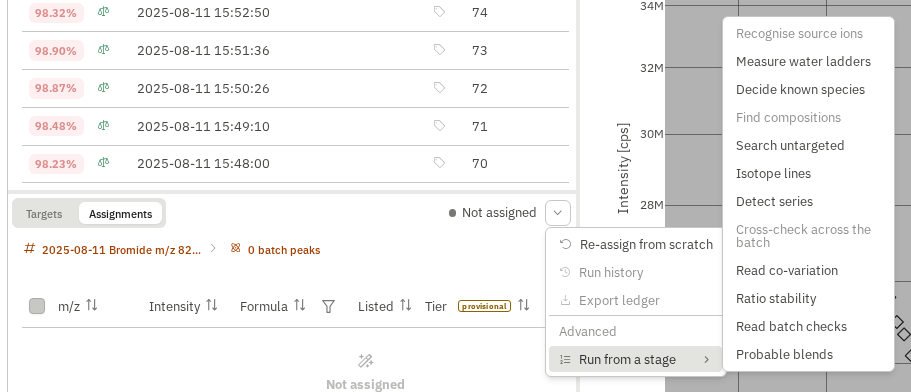 98.32% 2025-08-11 15:52:50 74
98.90% 2025-08-11 15:51:36 73
98.87% 2025-08-11 15:50:26 72
98.48% 2025-08-11 15:49:10 71
98.23% 2025-08-11 15:48:00 70
Targets Assignments Not assigned
# 2025-08-11 Bromide m/z 82... 0 batch peaks
m/z Intensity Formula Listed Tier provisional
Not assigned
Re-assign from scratch
Run history
Export ledger
Advanced
Run from a stage
Recognise source ions
Measure water ladders
Decide known species
Find compositions
Search untargeted
Isotope lines
Detect series
Cross-check across the
batch
Read co-variation
Ratio stability
Read batch checks
Probable blends
34M
32M
30M
28M
Intensity [cps]